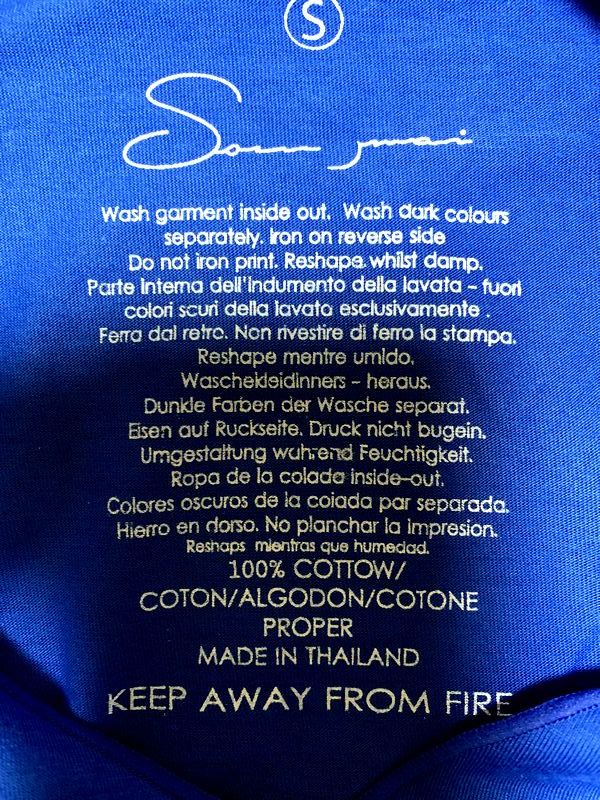 S
Som jmai
Wash garment inside out. Wash dark colours
separately. Iron on reverse side
Do not iron print. Reshape whilst damp.
Parte Interna dell'Indumento della lavata - fuori
colori scuri della lavata esclusivamente .
Ferra dal retro. Non rivestire di ferro la stampa.
Reshape mentre umido.
Waschekleidinners - heraus.
Dunkle Farben der Wasche separat.
Eisen auf Ruckseite. Druck nicht bugein.
Umgestaltung wahrend Feuchtigkeit.
Ropa de la colada inside-out.
Colores oscuros de la coiada par separada.
Hierro en dorso. No planchar la impresion.
Reshaps mientras que humedad.
100% COTTOW/
COTON/ALGODON/COTONE
PROPER
MADE IN THAILAND
KEEP AWAY FROM FIRE